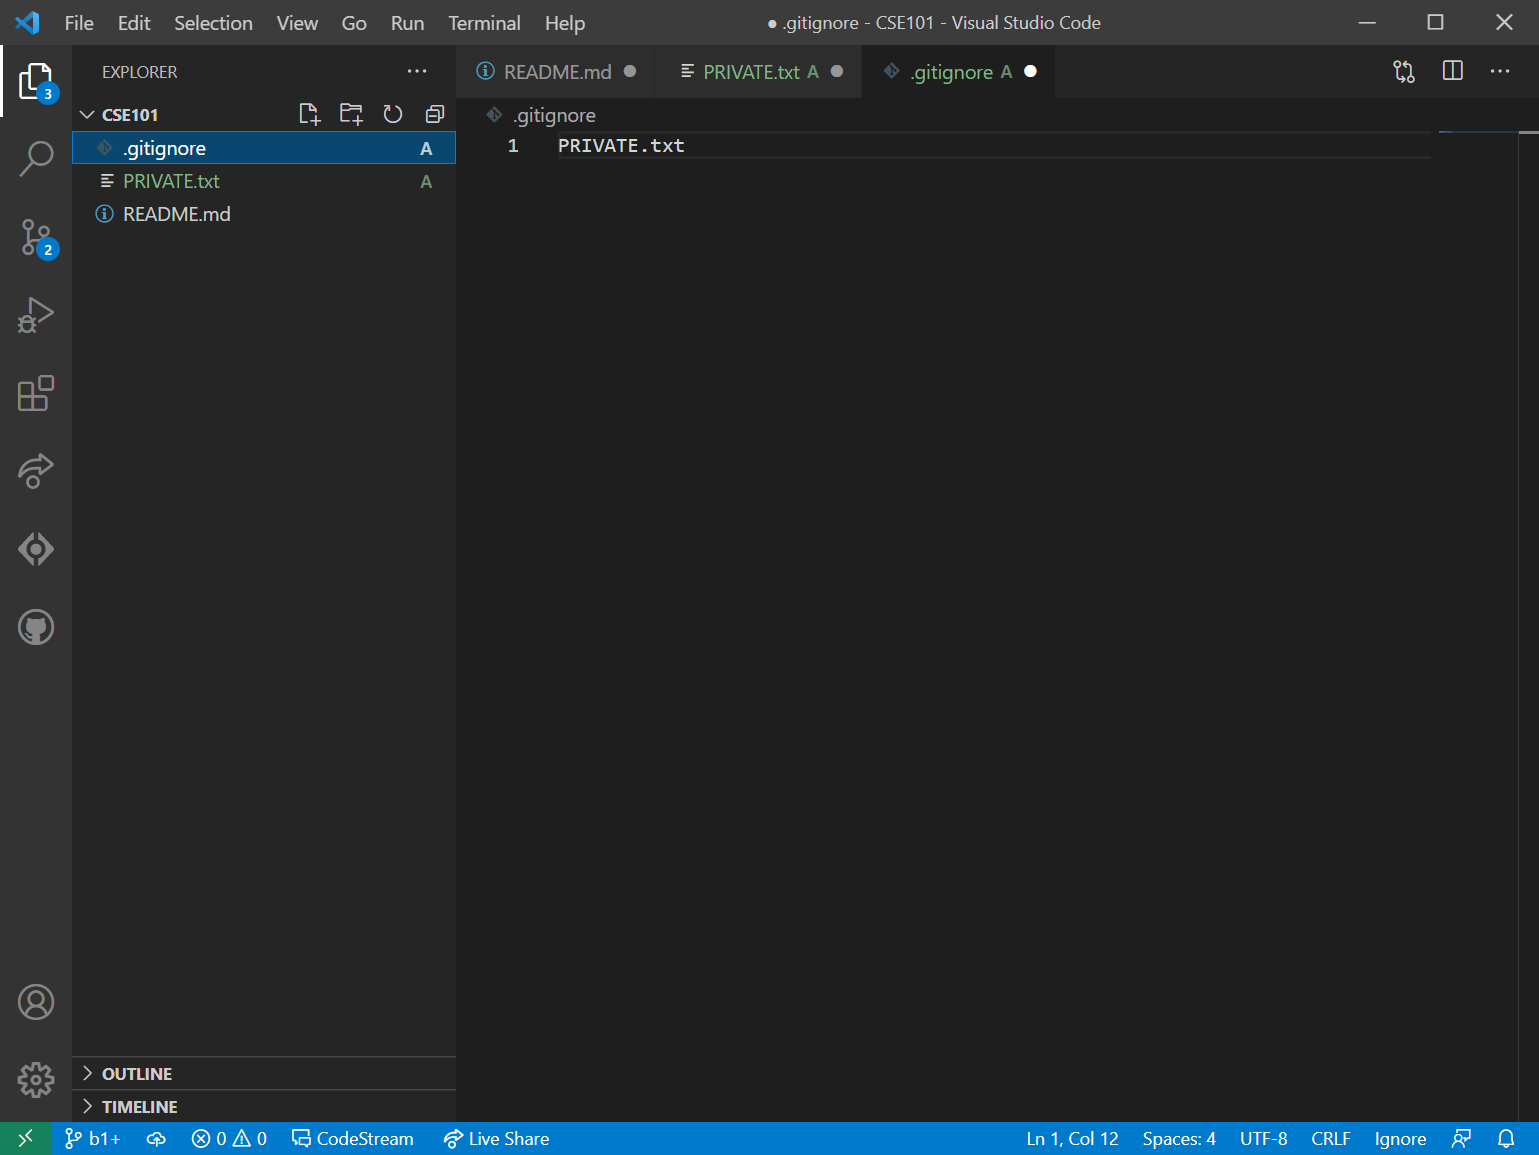 File Edit Selection View Go Run Terminal Help
● .gitignore - CSE101 - Visual Studio Code
3
2
EXPLORER
CSE101
.gitignore A
PRIVATE.txt A
README.md
OUTLINE
TIMELINE
README.md
PRIVATE.txt A
.gitignore A
.gitignore
1 PRIVATE.txt
b1+ 0 0 CodeStream Live Share
Ln 1, Col 12 Spaces: 4 UTF-8 CRLF Ignore